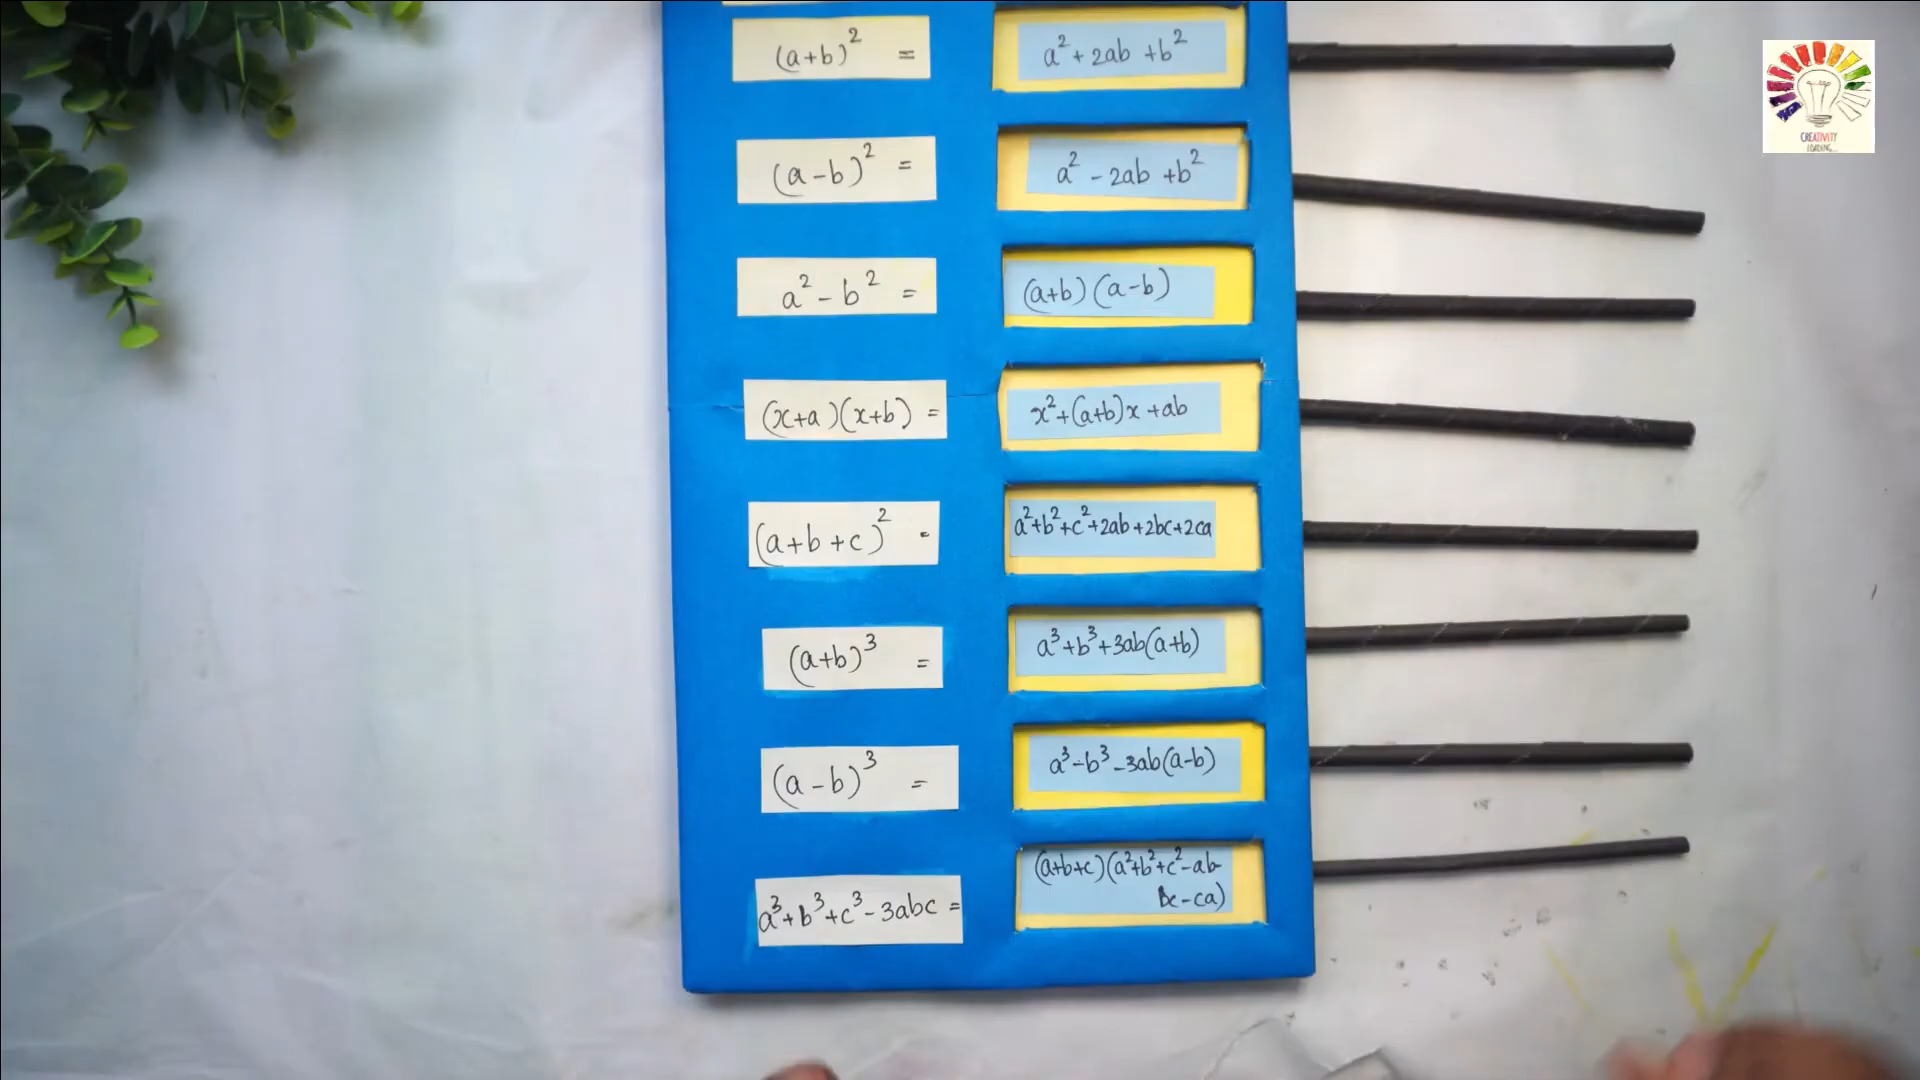 (a+b)² = a² + 2ab + b²
(a-b)² = a² - 2ab + b²
a² - b² = (a+b) (a-b)
(x+a)(x+b) = x² + (a+b)x + ab
(a+b+c)² = a²+b²+c²+2ab+2bc+2ca
(a+b)³ = a³+b³+3ab(a+b)
(a-b)³ = a³-b³-3ab(a-b)
a³+b³+c³-3abc = (a+b+c)(a²+b²+c²-ab-
bc-ca)
CREATIVITY
LOADING...